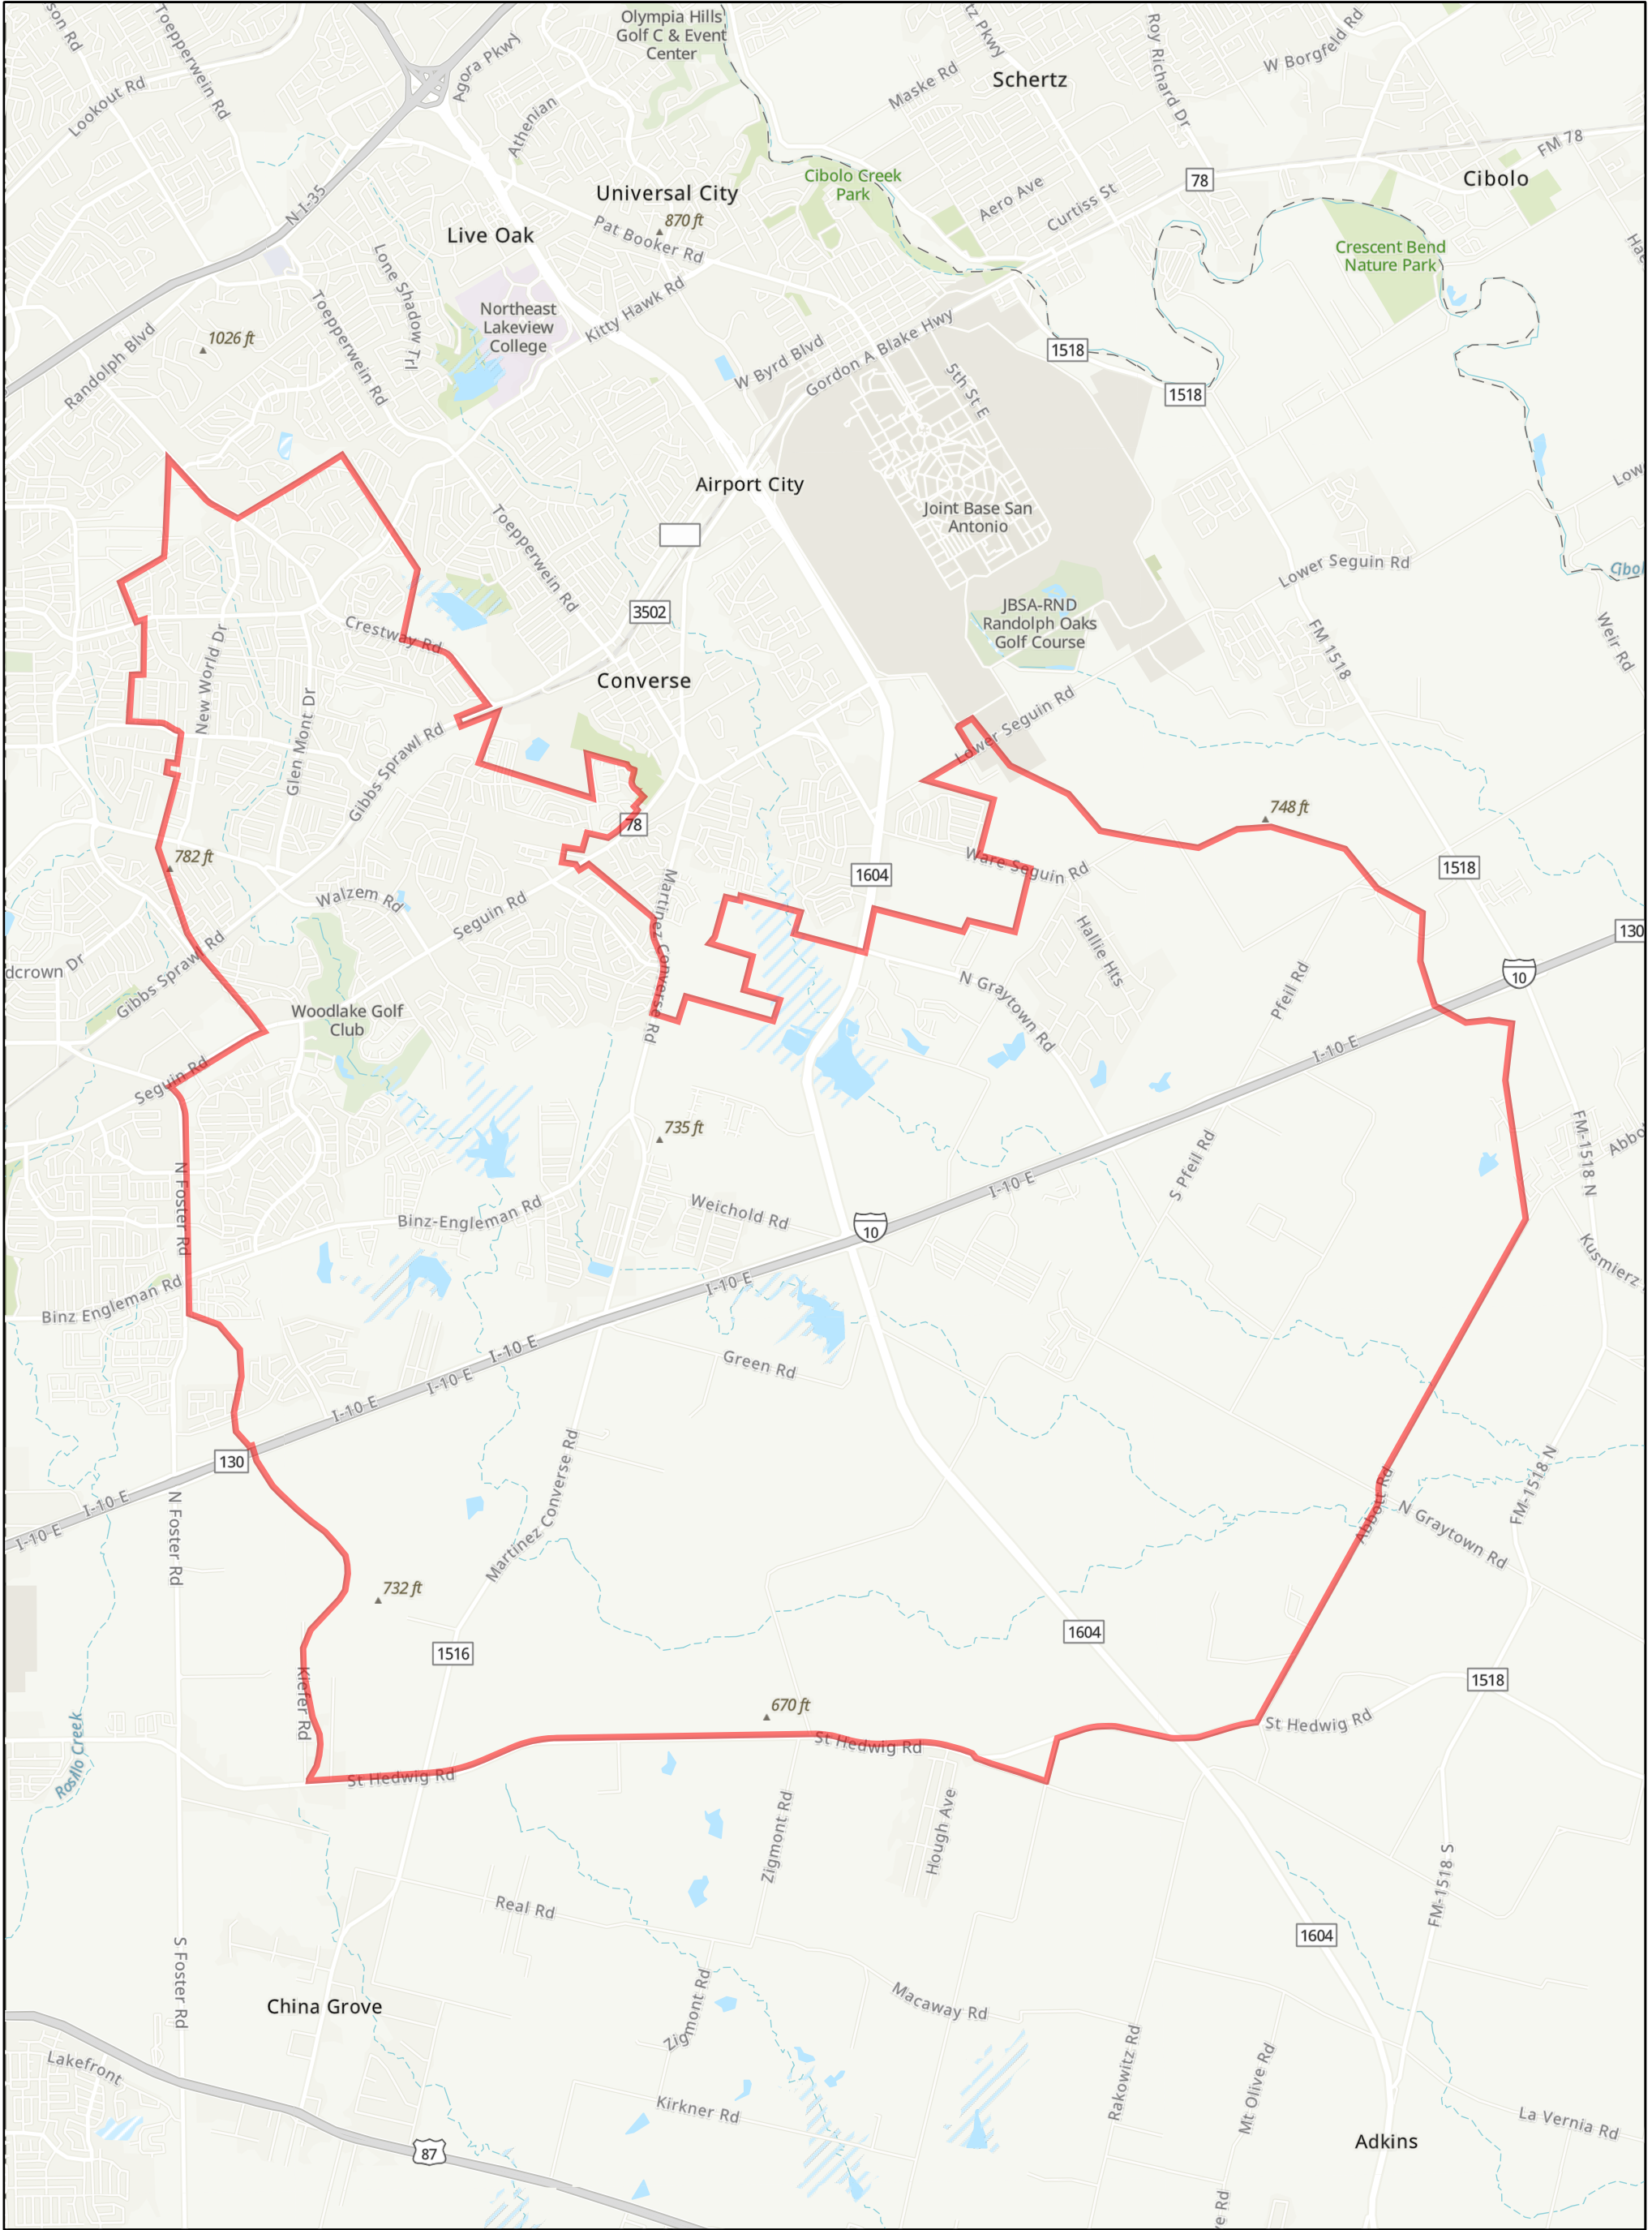 Olympia Hills
Golf C & Event
Center
son Rd
Toepperwein Rd
Agora Pkwy
tz Pkwy
Roy Richard Dr
W Borgfeld Rd
Schertz
Maske Rd
Lookout Rd
Athenian
FM 78
Cibolo Creek
Park
78
Cibolo
Universal City
870 ft
Aero Ave
Curtiss St
N I-35
Live Oak
Pat Booker Rd
Crescent Bend
Nature Park
Hae
Lone Shadow Trl
Northeast
Lakeview
College
Kitty Hawk Rd
Toepperwein Rd
1026 ft
Randolph Blvd
W Byrd Blvd
Gordon A Blake Hwy
1518
5th St E
1518
Airport City
Low
Joint Base San
Antonio
Toepperwein Rd
Lower Seguin Rd
Cibol
3502
JBSA-RND
Randolph Oaks
Golf Course
Crestway Rd
New World Dr
FM 1518
Weir Rd
Converse
Glen Mont Dr
Gibbs Sprawl Rd
Lower Seguin Rd
748 ft
78
782 ft
Ware Seguin Rd
1518
1604
Walzem Rd
Seguin Rd
Martinez Converse Rd
Hallie Hts
130
dcrown Dr
Gibbs Sprawl Rd
10
N Graytown Rd
Pfeil Rd
Woodlake Golf
Club
I-10 E
Seguin Rd
735 ft
FM-1518 N
Abbo
S Pfeil Rd
N Foster Rd
I-10 E
Binz-Engleman Rd
Weichold Rd
10
Kusmierz
I-10 E
Binz Engleman Rd
I-10 E
Green Rd
I-10 E
I-10 E
130
Martinez Converse Rd
Abbott Rd
FM-1518 N
I-10 E
I-10 E
N Foster Rd
N Graytown Rd
732 ft
1604
1516
Kiefer Rd
1518
670 ft
St Hedwig Rd
St Hedwig Rd
Rosillo Creek
St Hedwig Rd
Zigmont Rd
Hough Ave
FM-1518 S
Real Rd
1604
S Foster Rd
China Grove
Zigmont Rd
Macaway Rd
Rakowitz Rd
Mt Olive Rd
Lakefront
Kirkner Rd
La Vernia Rd
Adkins
87
ve Rd